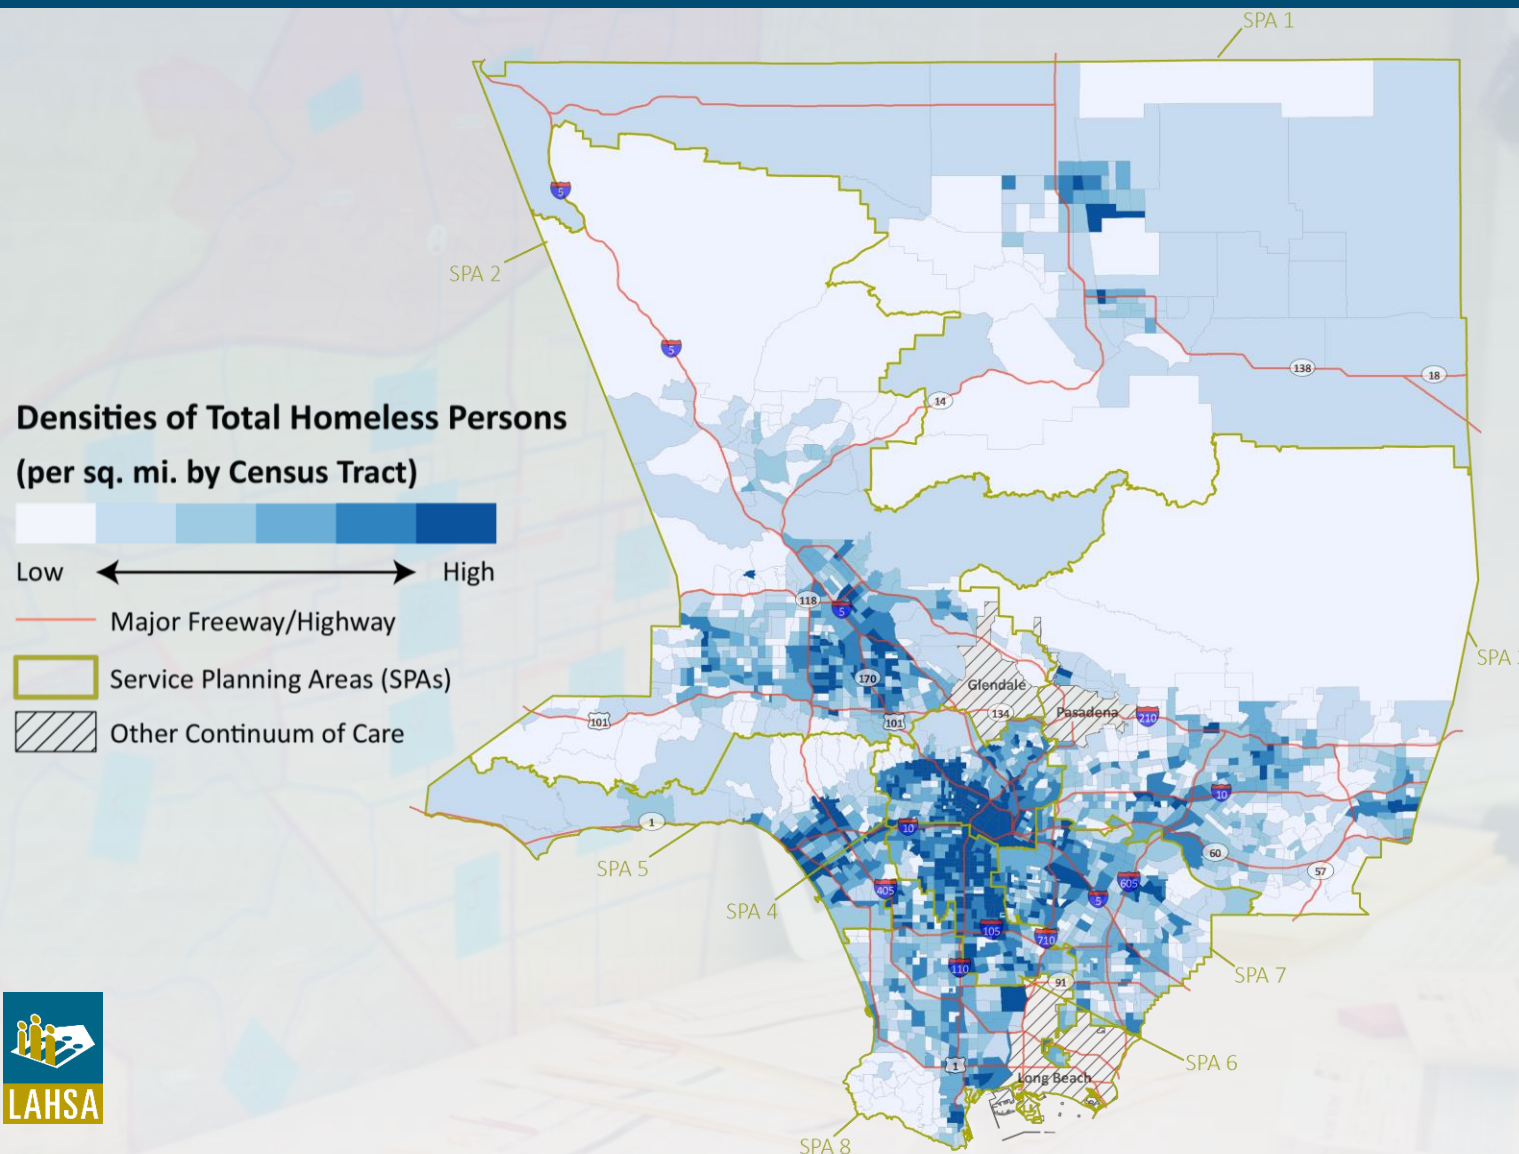 SPA 1
5
SPA 2
5
138
18
14
Densities of Total Homeless Persons
(per sq. mi. by Census Tract)
Low
High
Major Freeway/Highway
Service Planning Areas (SPAs)
Other Continuum of Care
118
5
SPA
170
Glendale
134
Pasadena
210
101
101
10
1
10
60
57
SPA 5
405
605
5
SPA 4
105
710
110
SPA 7
91
1
SPA 6
Long Beach
SPA 8
LAHSA